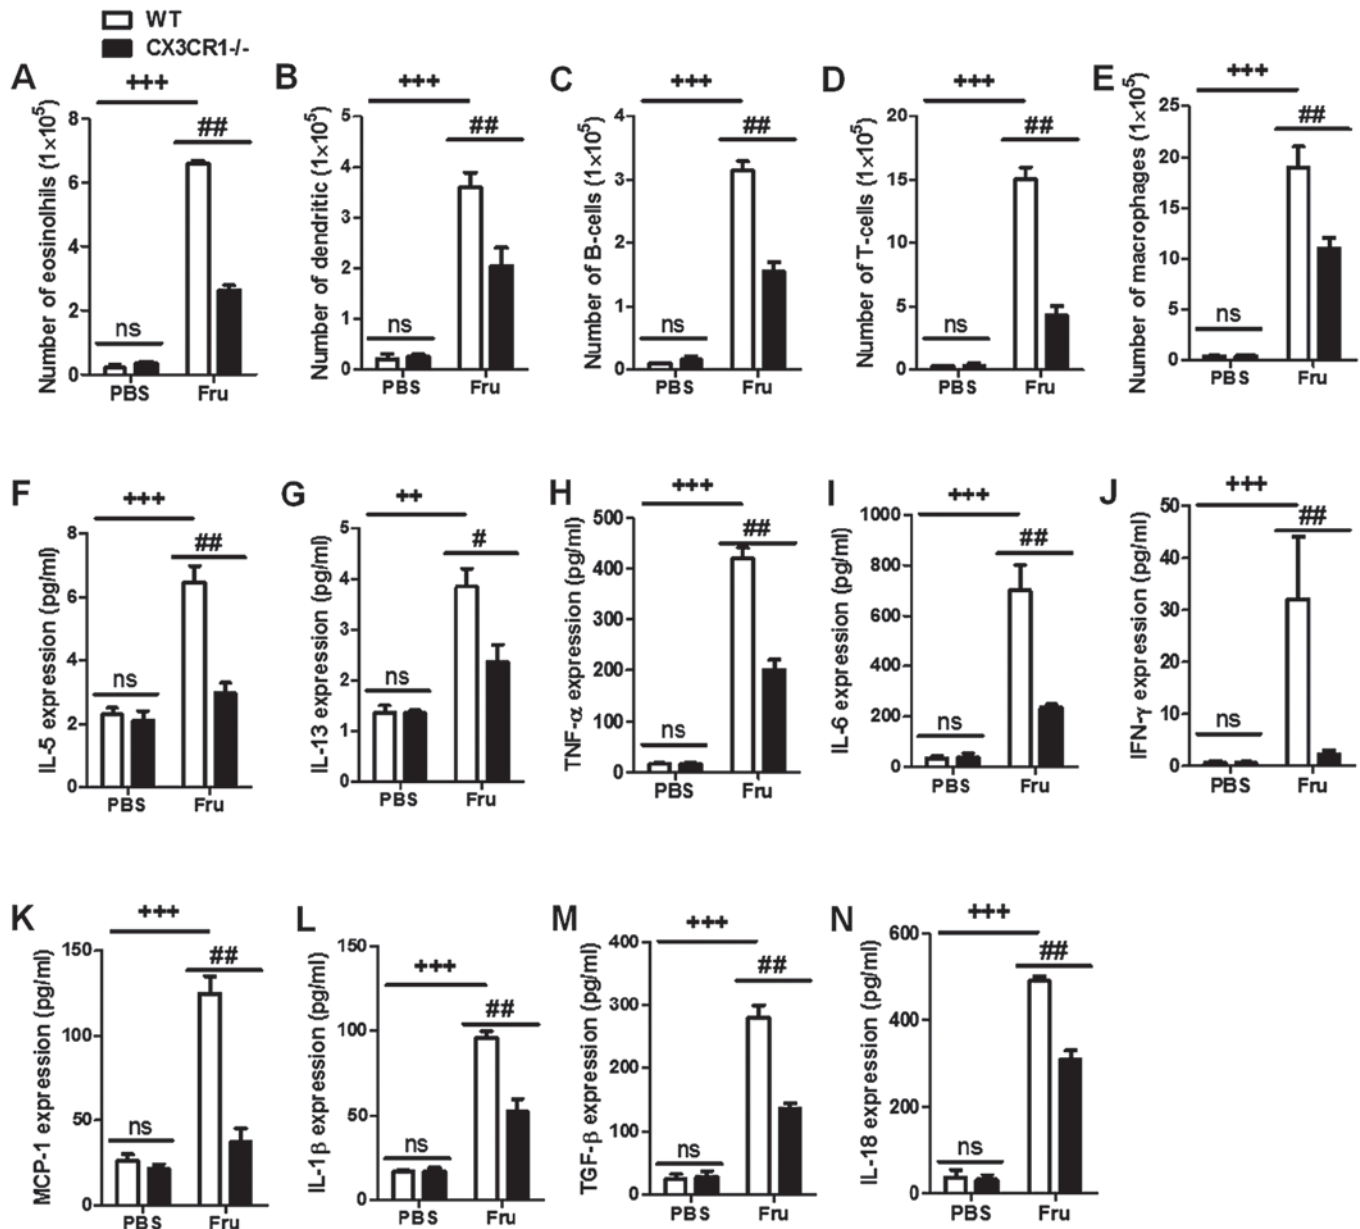 WT
CX3CR1-/-
A
+++
##
Number of eosinolhils (1×10⁵)
8
6
4
2
0
ns
PBS
Fru
B
+++
##
Number of dendritic (1×10⁵)
5
4
3
2
1
0
ns
PBS
Fru
C
+++
##
Number of B-cells (1×10⁵)
4
3
2
1
0
ns
PBS
Fru
D
+++
##
Number of T-cells (1×10⁵)
20
15
10
5
0
ns
PBS
Fru
E
+++
##
Number of macrophages (1×10⁵)
25
20
15
10
5
0
ns
PBS
Fru
F
+++
##
IL-5 expression (pg/ml)
8
6
4
2
0
ns
PBS
Fru
G
++
#
IL-13 expression (pg/ml)
5
4
3
2
1
0
ns
PBS
Fru
H
+++
##
TNF-α expression (pg/ml)
500
400
300
200
100
0
ns
PBS
Fru
I
+++
##
IL-6 expression (pg/ml)
1000
800
600
400
200
0
ns
PBS
Fru
J
+++
##
IFN-γ expression (pg/ml)
50
40
30
20
10
0
ns
PBS
Fru
K
+++
##
MCP-1 expression (pg/ml)
150
100
50
0
ns
PBS
Fru
L
+++
##
IL-1β expression (pg/ml)
150
100
50
0
ns
PBS
Fru
M
+++
##
TGF-β expression (pg/ml)
400
300
200
100
0
ns
PBS
Fru
N
+++
##
IL-18 expression (pg/ml)
600
400
200
0
ns
PBS
Fru